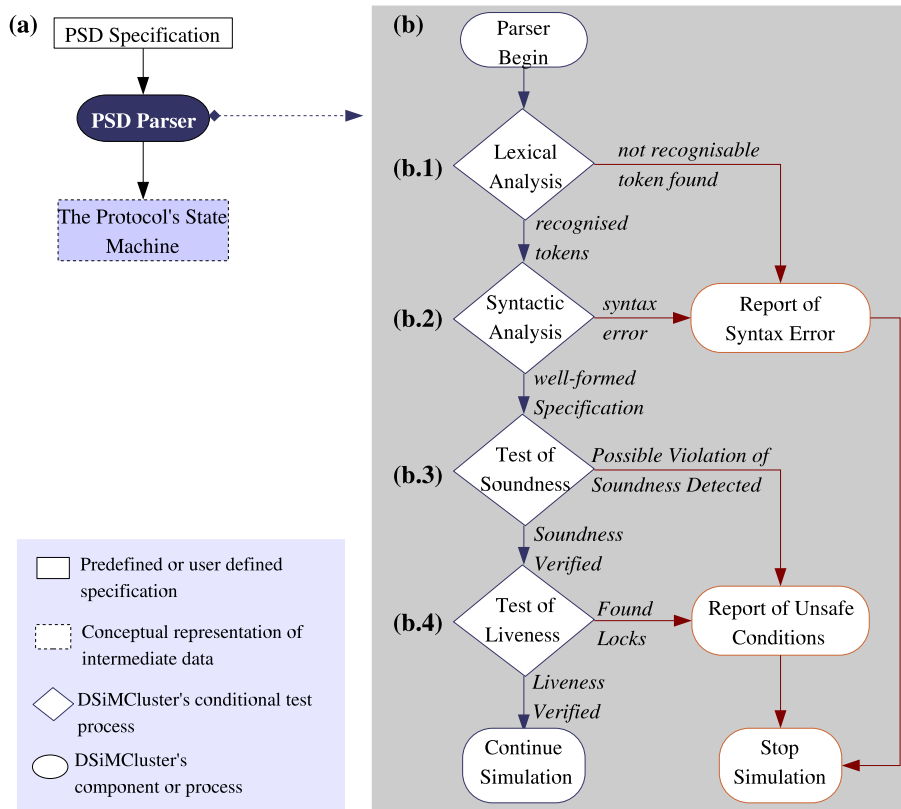 (a)
PSD Specification
PSD Parser
The Protocol's State
Machine
Predefined or user defined
specification
Conceptual representation of
intermediate data
DSiMCluster's conditional test
process
DSiMCluster's
component or process
(b)
Parser
Begin
(b.1)
Lexical
Analysis
not recognisable
token found
recognised
tokens
(b.2)
Syntactic
Analysis
syntax
error
Report of
Syntax Error
well-formed
Specification
(b.3)
Test of
Soundness
Possible Violation of
Soundness Detected
Soundness
Verified
(b.4)
Test of
Liveness
Found
Locks
Report of Unsafe
Conditions
Liveness
Verified
Continue
Simulation
Stop
Simulation